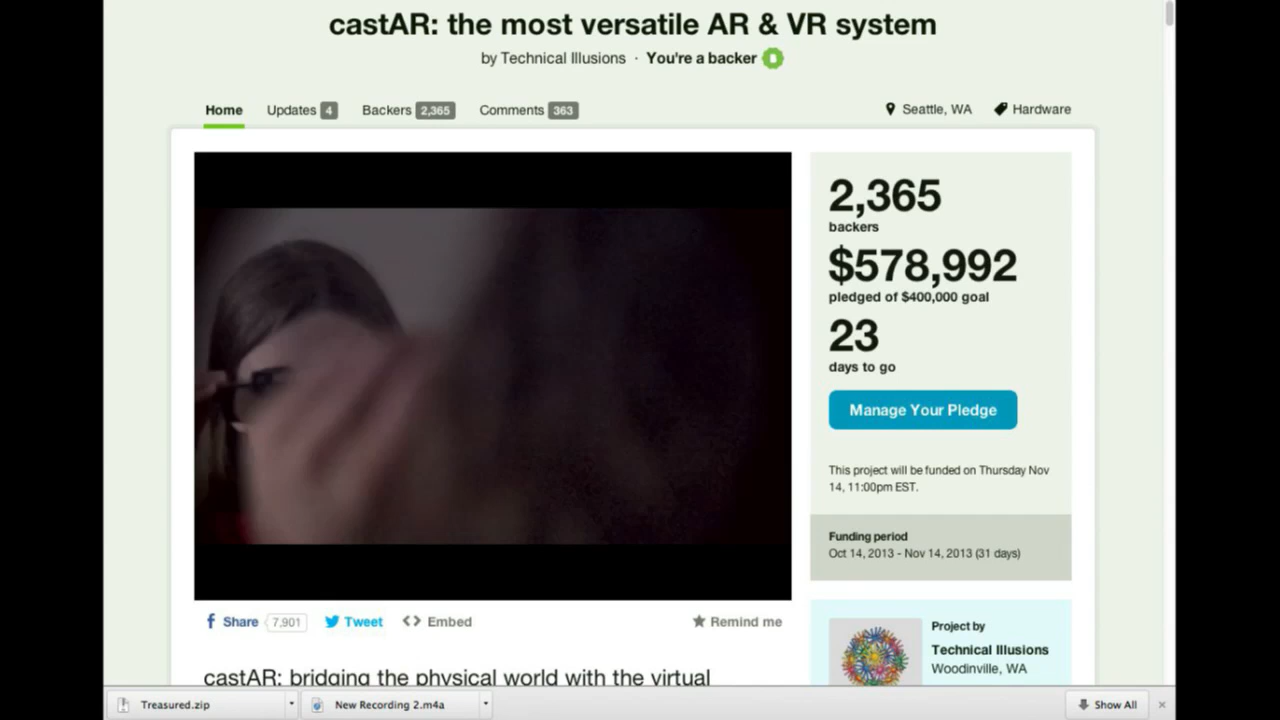 castAR: the most versatile AR & VR system
by Technical Illusions · You're a backer
Home Updates 4 Backers 2,365 Comments 363
Seattle, WA Hardware
2,365
backers
$578,992
pledged of $400,000 goal
23
days to go
Manage Your Pledge
This project will be funded on Thursday Nov
14, 11:00pm EST.
Funding period
Oct 14, 2013 - Nov 14, 2013 (31 days)
Share 7,901 Tweet Embed Remind me
Project by
Technical Illusions
Woodinville, WA
castAR: bridging the physical world with the virtual
Treasured.zip New Recording 2.m4a Show All